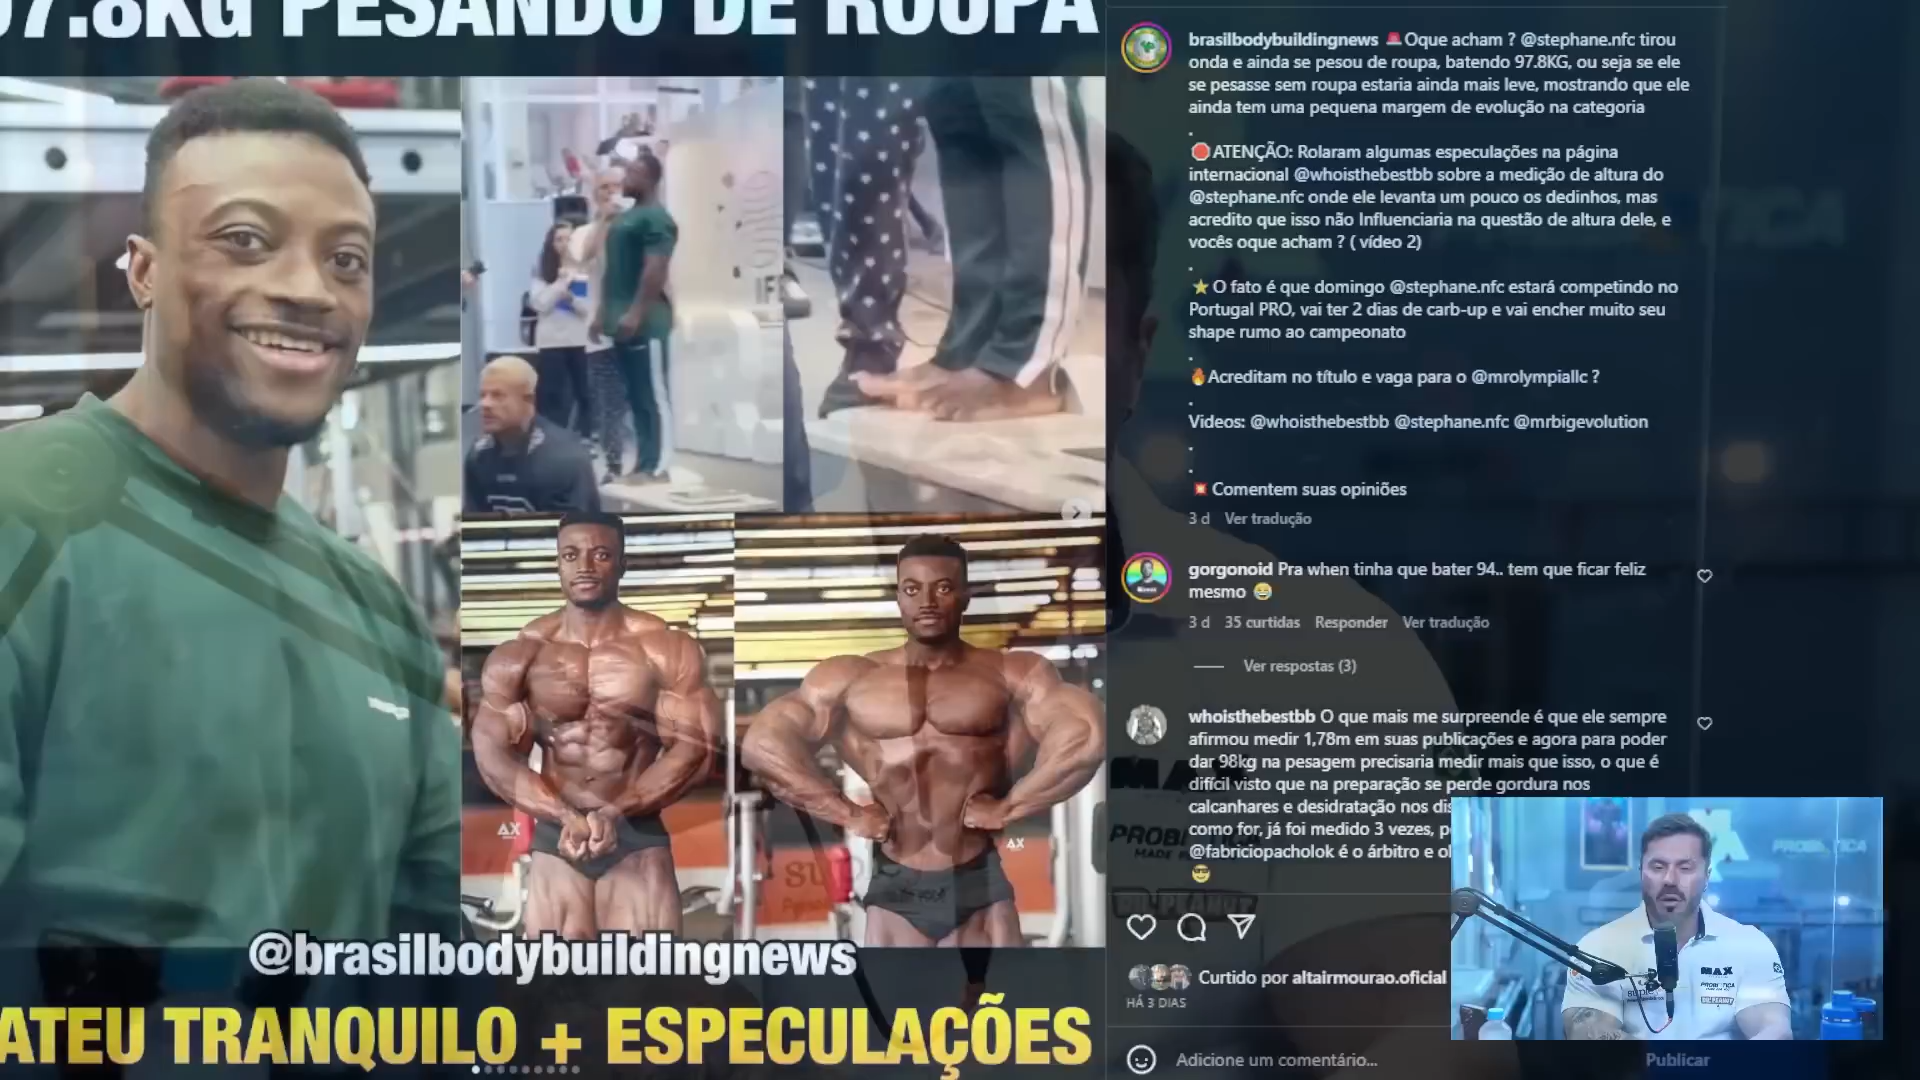 97.8KG PESANDO DE ROUPA
@brasilbodybuildingnews
ATEU TRANQUILO + ESPECULAÇÕES
brasilbodybuildingnews 🚨Oque acham ? @stephane.nfc tirou
onda e ainda se pesou de roupa, batendo 97.8KG, ou seja se ele
se pesasse sem roupa estaria ainda mais leve, mostrando que ele
ainda tem uma pequena margem de evolução na categoria
.
🛑ATENÇÃO: Rolaram algumas especulações na página
internacional @whoisthebestbb sobre a medição de altura do
@stephane.nfc onde ele levanta um pouco os dedinhos, mas
acredito que isso não Influenciaria na questão de altura dele, e
vocês oque acham ? ( vídeo 2)
.
⭐O fato é que domingo @stephane.nfc estará competindo no
Portugal PRO, vai ter 2 dias de carb-up e vai encher muito seu
shape rumo ao campeonato
.
🔥Acreditam no título e vaga para o @mrolympiallc ?
.
Videos: @whoisthebestbb @stephane.nfc @mrbigevolution
.
.
💥Comentem suas opiniões
3 d Ver tradução
gorgonoid Pra when tinha que bater 94.. tem que ficar feliz
mesmo 😂
3 d 35 curtidas Responder Ver tradução
Ver respostas (3)
whoisthebestbb O que mais me surpreende é que ele sempre
afirmou medir 1,78m em suas publicações e agora para poder
dar 98kg na pesagem precisaria medir mais que isso, o que é
difícil visto que na preparação se perde gordura nos
calcanhares e desidratação nos
como for, já foi medido 3 vezes,
@fabriciopacholok é o árbitro e
😎
Curtido por altairmourao.oficial
HÁ 3 DIAS
Adicione um comentário...
Publicar
AX
AX
MAX
PROBIÓTICA
DR.PEANUT